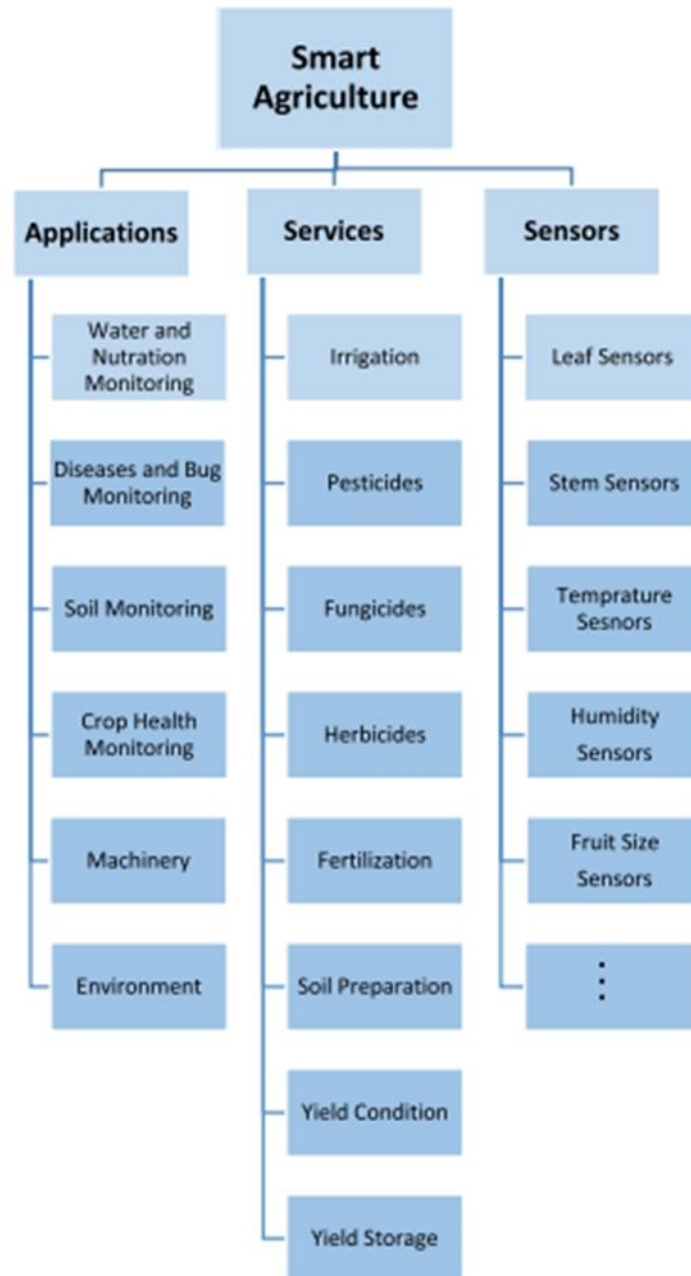 Smart
Agriculture
Applications
Services
Sensors
Water and
Nutration
Monitoring
Diseases and Bug
Monitoring
Soil Monitoring
Crop Health
Monitoring
Machinery
Environment
Irrigation
Pesticides
Fungicides
Herbicides
Fertilization
Soil Preparation
Yield Condition
Yield Storage
Leaf Sensors
Stem Sensors
Temprature
Sesnors
Humidity
Sensors
Fruit Size
Sensors
⋮